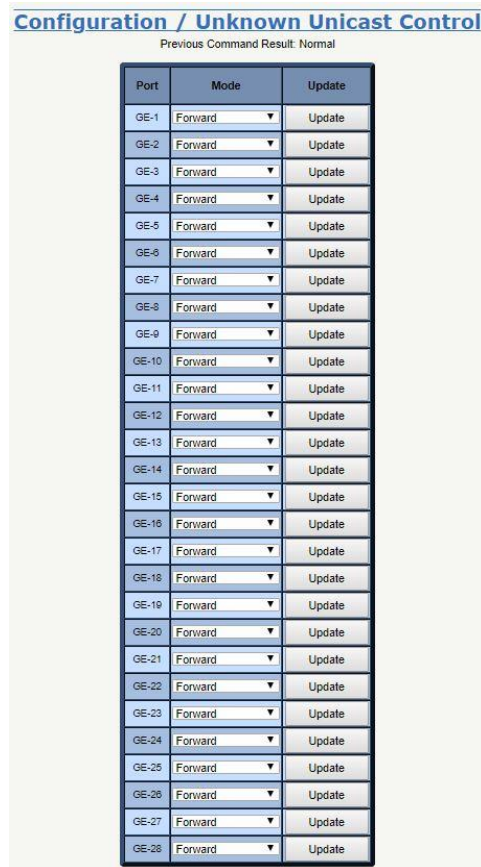 Configuration / Unknown Unicast Control
Previous Command Result: Normal
Port Mode Update
GE-1 Forward Update
GE-2 Forward Update
GE-3 Forward Update
GE-4 Forward Update
GE-5 Forward Update
GE-6 Forward Update
GE-7 Forward Update
GE-8 Forward Update
GE-9 Forward Update
GE-10 Forward Update
GE-11 Forward Update
GE-12 Forward Update
GE-13 Forward Update
GE-14 Forward Update
GE-15 Forward Update
GE-16 Forward Update
GE-17 Forward Update
GE-18 Forward Update
GE-19 Forward Update
GE-20 Forward Update
GE-21 Forward Update
GE-22 Forward Update
GE-23 Forward Update
GE-24 Forward Update
GE-25 Forward Update
GE-26 Forward Update
GE-27 Forward Update
GE-28 Forward Update